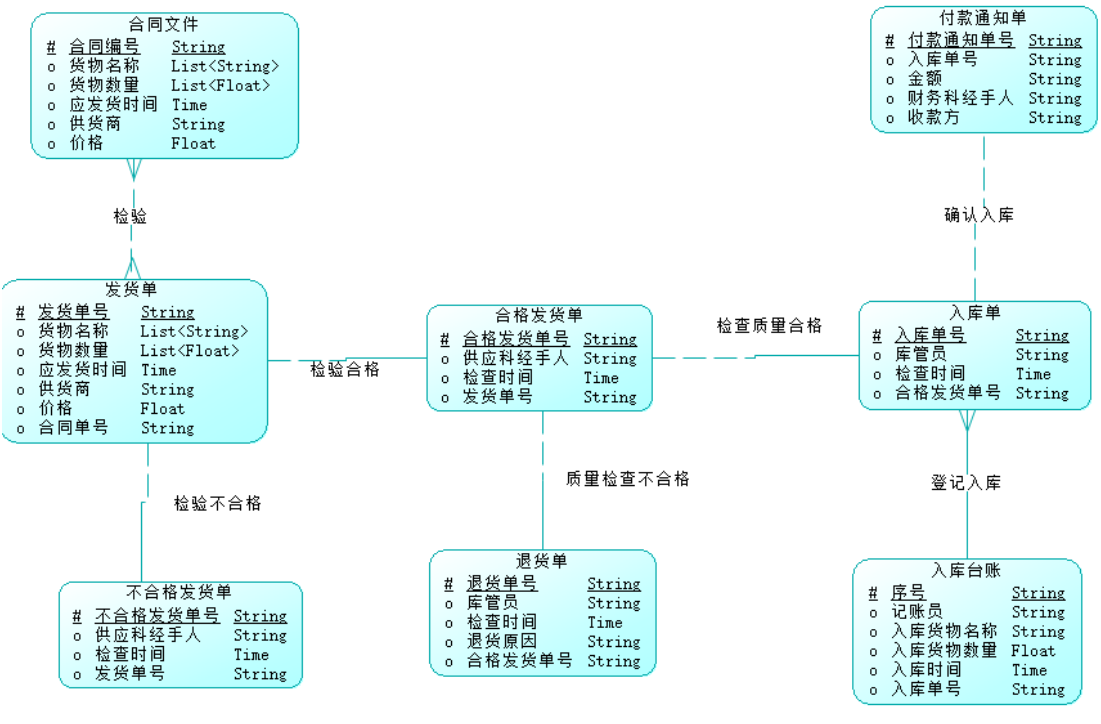 合同文件
# 合同编号 String
o 货物名称 List<String>
o 货物数量 List<Float>
o 应发货时间 Time
o 供货商 String
o 价格 Float
付款通知单
# 付款通知单号 String
o 入库单号 String
o 金额 String
o 财务科经手人 String
o 收款方 String
检验
确认入库
发货单
# 发货单号 String
o 货物名称 List<String>
o 货物数量 List<Float>
o 应发货时间 Time
o 供货商 String
o 价格 Float
o 合同单号 String
检验合格
合格发货单
# 合格发货单号 String
o 供应科经手人 String
o 检查时间 Time
o 发货单号 String
检查质量合格
入库单
# 入库单号 String
o 库管员 String
o 检查时间 Time
o 合格发货单号 String
检验不合格
质量检查不合格
登记入库
不合格发货单
# 不合格发货单号 String
o 供应科经手人 String
o 检查时间 Time
o 发货单号 String
退货单
# 退货单号 String
o 库管员 String
o 检查时间 Time
o 退货原因 String
o 合格发货单号 String
入库台账
# 序号 String
o 记账员 String
o 入库货物名称 String
o 入库货物数量 Float
o 入库时间 Time
o 入库单号 String